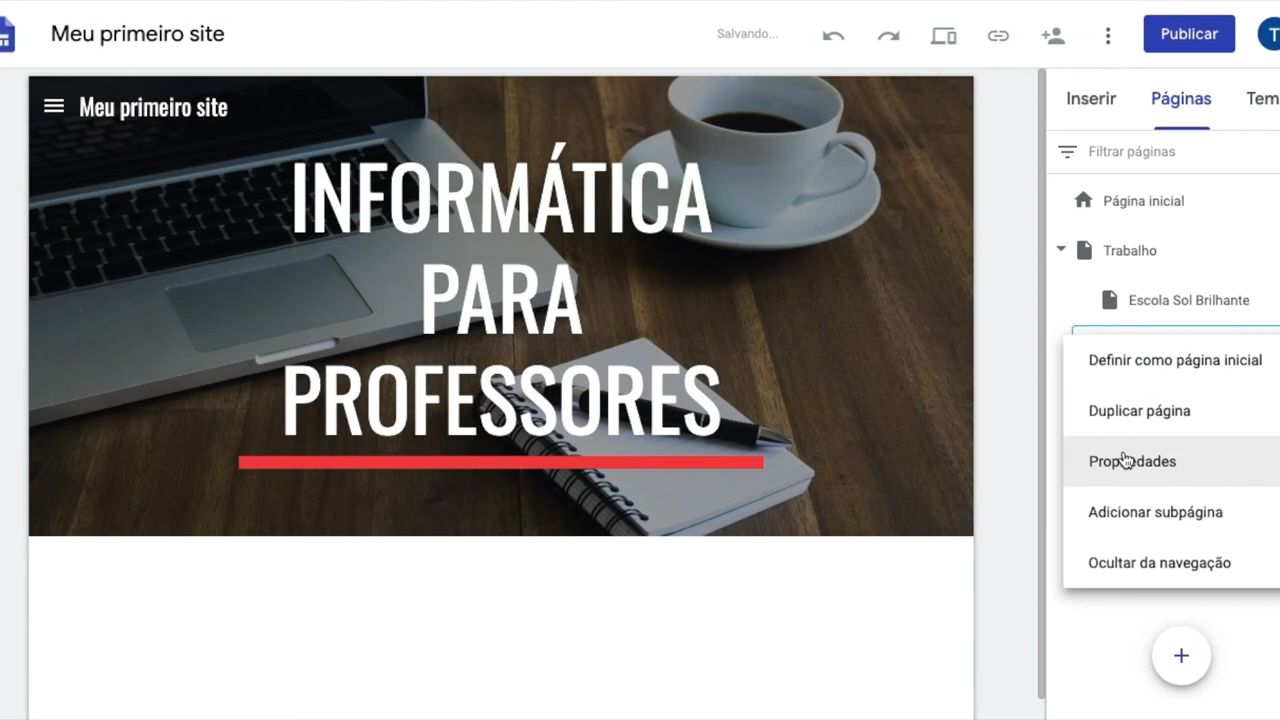 Meu primeiro site
Salvando...
Publicar
T
Meu primeiro site
INFORMÁTICA
PARA
PROFESSORES
Inserir
Páginas
Tem
Filtrar páginas
Página inicial
Trabalho
Escola Sol Brilhante
Definir como página inicial
Duplicar página
Propriedades
Adicionar subpágina
Ocultar da navegação